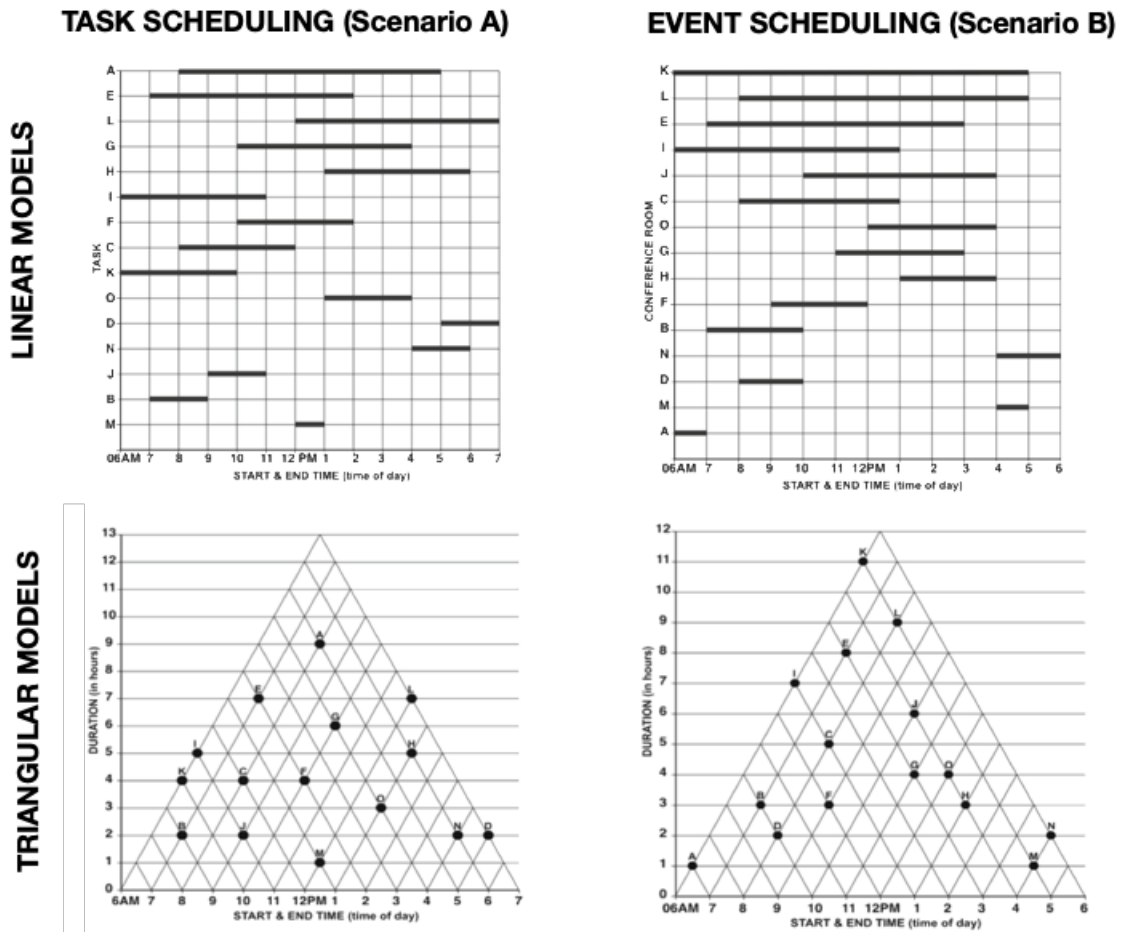 TASK SCHEDULING (Scenario A)
EVENT SCHEDULING (Scenario B)
LINEAR MODELS
TASK
A
E
L
G
H
I
F
C
K
O
D
N
J
B
M
06AM 7 8 9 10 11 12 PM 1 2 3 4 5 6 7
START & END TIME (time of day)
CONFERENCE ROOM
K
L
E
I
J
C
O
G
H
F
B
N
D
M
A
06AM 7 8 9 10 11 12PM 1 2 3 4 5 6
START & END TIME (time of day)
TRIANGULAR MODELS
DURATION (in hours)
13
12
11
10
9
8
7
6
5
4
3
2
1
0
A
E
L
G
I
H
K
C
F
O
B
J
N
D
M
6AM 7 8 9 10 11 12PM 1 2 3 4 5 6 7
START & END TIME (time of day)
DURATION (in hours)
12
11
10
9
8
7
6
5
4
3
2
1
0
K
L
E
I
J
C
G
O
B
F
H
D
N
A
M
06AM 7 8 9 10 11 12PM 1 2 3 4 5 6
START & END TIME (time of day)